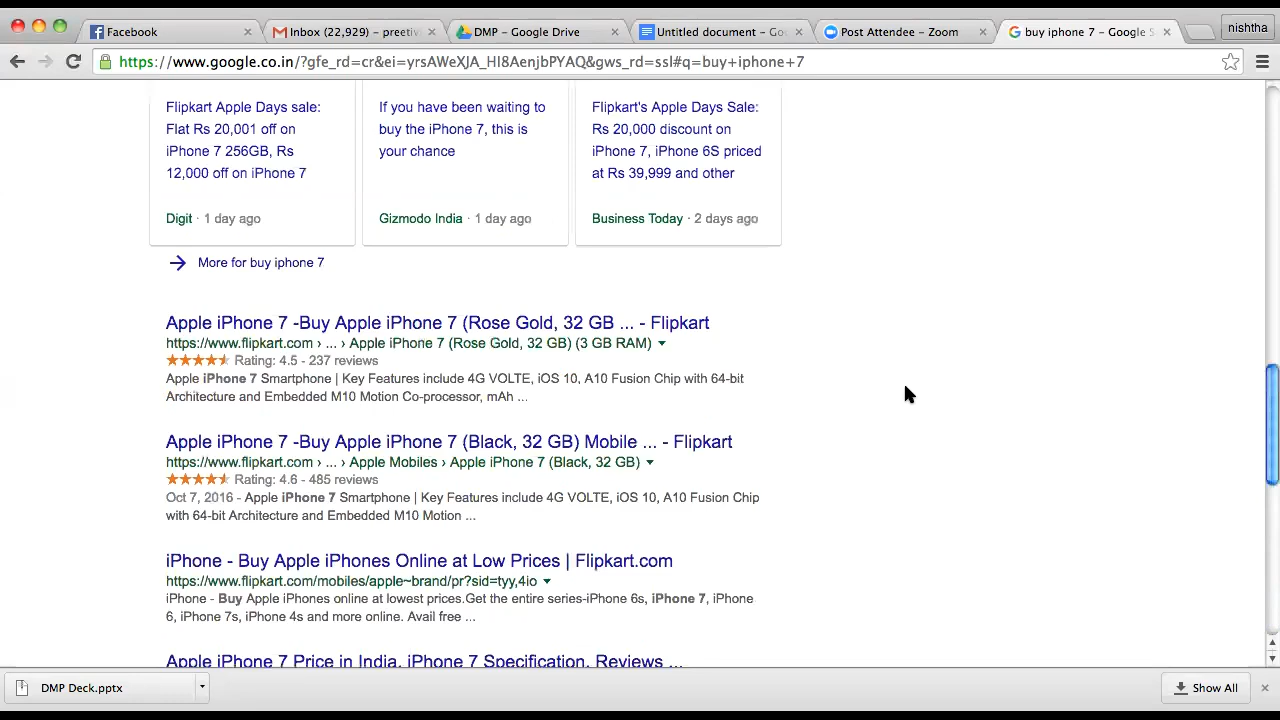 Facebook
Inbox (22,929) – preetiv
DMP – Google Drive
Untitled document – Go
Post Attendee – Zoom
buy iphone 7 – Google S
nishtha
https://www.google.co.in/?gfe_rd=cr&ei=yrsAWeXJA_HI8AenjbPYAQ&gws_rd=ssl#q=buy+iphone+7
Flipkart Apple Days sale:
Flat Rs 20,001 off on
iPhone 7 256GB, Rs
12,000 off on iPhone 7
Digit · 1 day ago
If you have been waiting to
buy the iPhone 7, this is
your chance
Gizmodo India · 1 day ago
Flipkart's Apple Days Sale:
Rs 20,000 discount on
iPhone 7, iPhone 6S priced
at Rs 39,999 and other
Business Today · 2 days ago
More for buy iphone 7
Apple iPhone 7 -Buy Apple iPhone 7 (Rose Gold, 32 GB ... - Flipkart
https://www.flipkart.com › ... › Apple iPhone 7 (Rose Gold, 32 GB) (3 GB RAM)
Rating: 4.5 - 237 reviews
Apple iPhone 7 Smartphone | Key Features include 4G VOLTE, iOS 10, A10 Fusion Chip with 64-bit
Architecture and Embedded M10 Motion Co-processor, mAh ...
Apple iPhone 7 -Buy Apple iPhone 7 (Black, 32 GB) Mobile ... - Flipkart
https://www.flipkart.com › ... › Apple Mobiles › Apple iPhone 7 (Black, 32 GB)
Rating: 4.6 - 485 reviews
Oct 7, 2016 - Apple iPhone 7 Smartphone | Key Features include 4G VOLTE, iOS 10, A10 Fusion Chip
with 64-bit Architecture and Embedded M10 Motion ...
iPhone - Buy Apple iPhones Online at Low Prices | Flipkart.com
https://www.flipkart.com/mobiles/apple~brand/pr?sid=tyy,4io
iPhone - Buy Apple iPhones online at lowest prices.Get the entire series-iPhone 6s, iPhone 7, iPhone
6, iPhone 7s, iPhone 4s and more online. Avail free ...
Apple iPhone 7 Price in India, iPhone 7 Specification, Reviews ...
DMP Deck.pptx
Show All